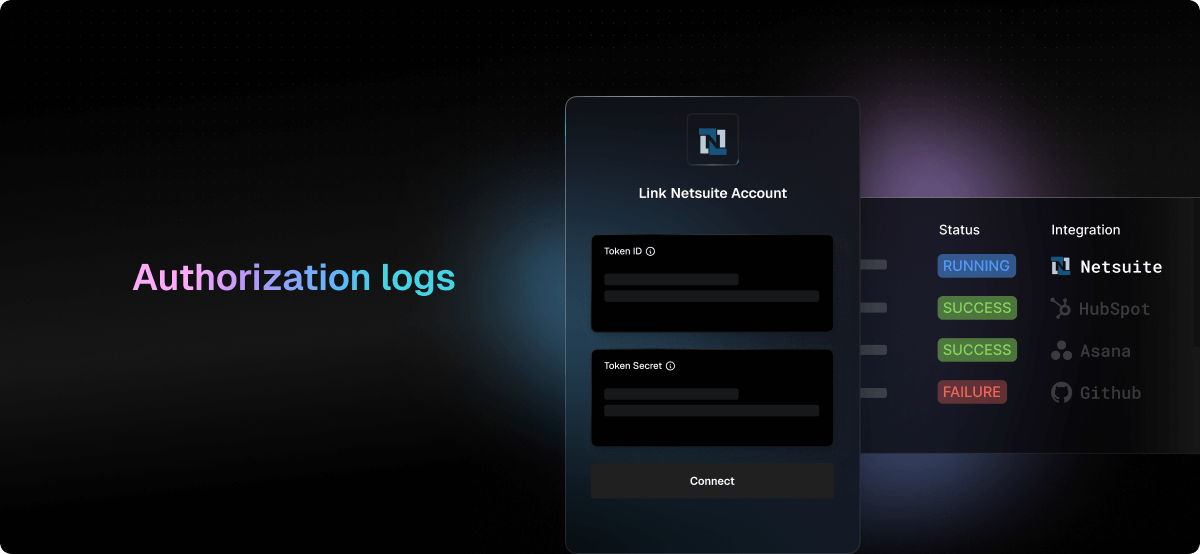 Authorization logs
Link Netsuite Account
Token ID
Token Secret
Connect
Status Integration
RUNNING Netsuite
SUCCESS HubSpot
SUCCESS Asana
FAILURE Github